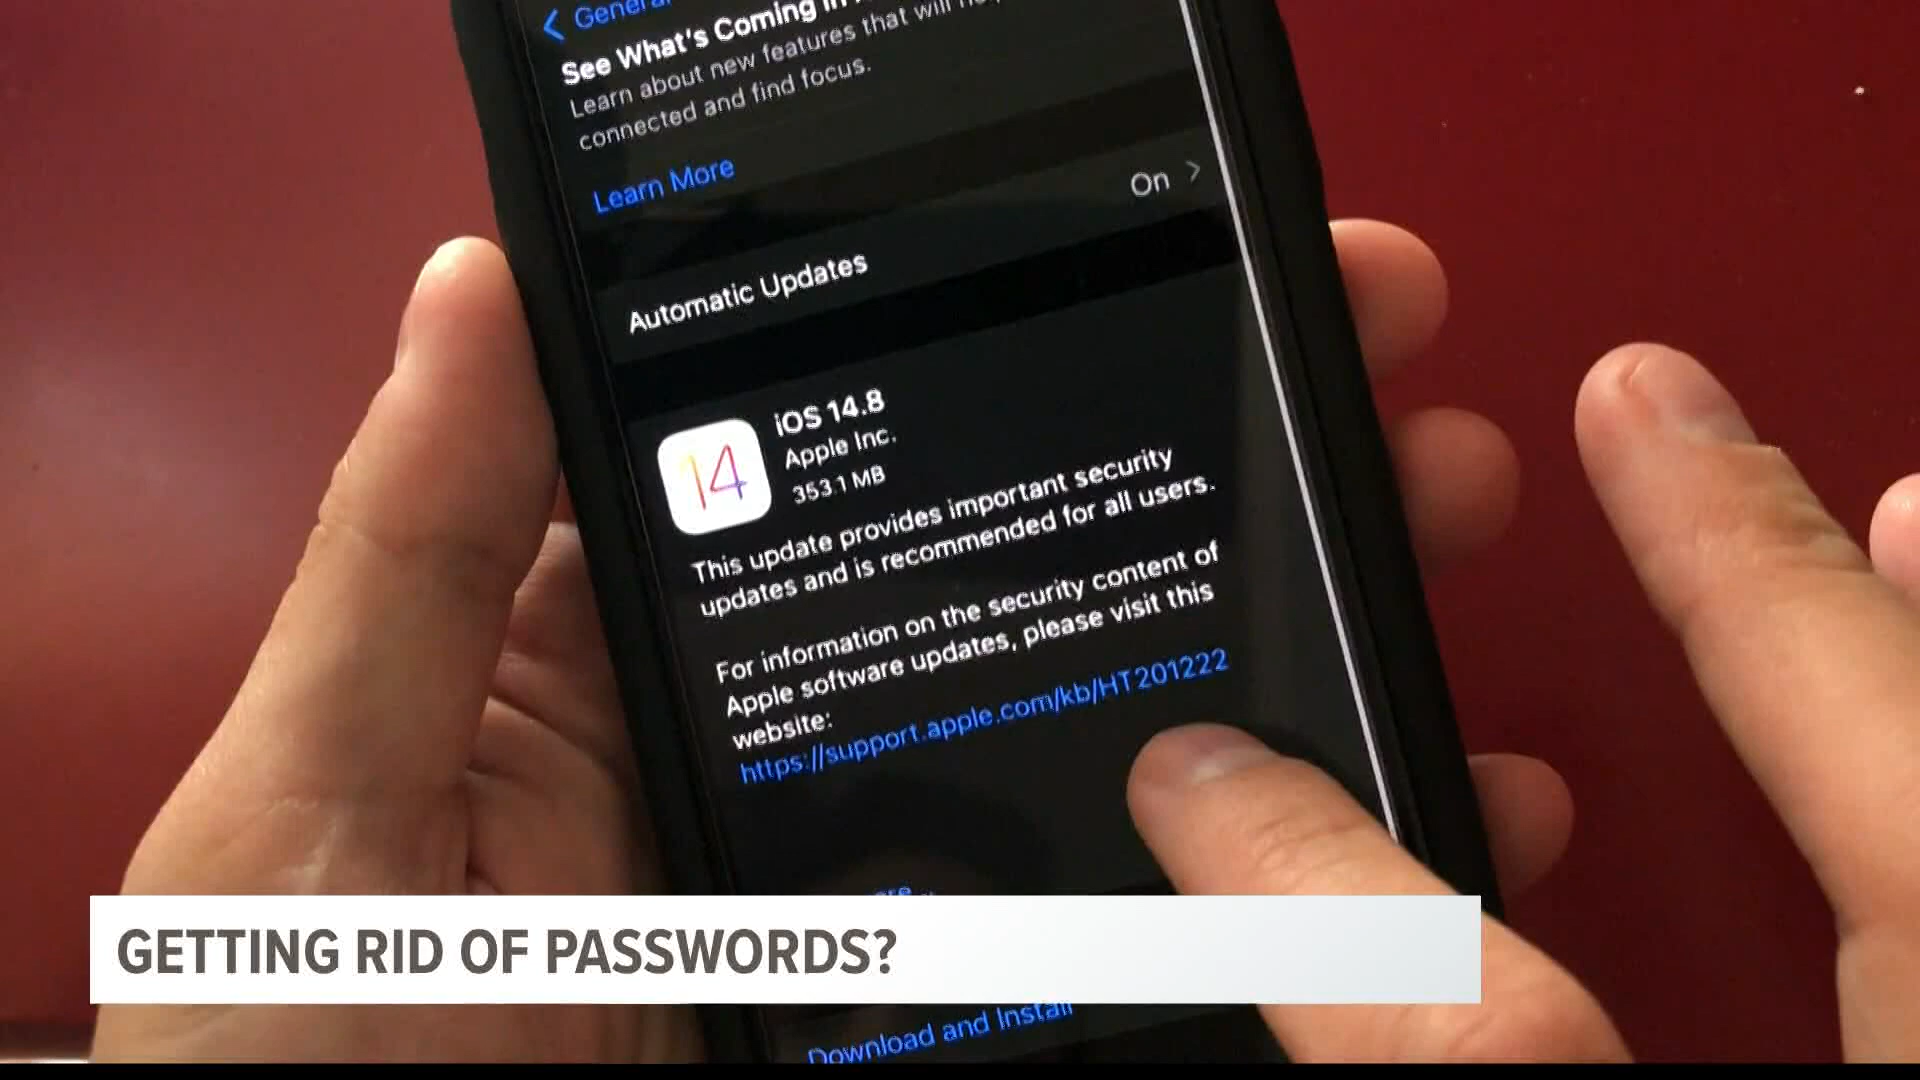 General
See What's Coming in
Learn about new features that will
connected and find focus.
Learn More
On
Automatic Updates
14
iOS 14.8
Apple Inc.
353.1 MB
This update provides important security
updates and is recommended for all users.
For information on the security content of
Apple software updates, please visit this
website:
https://support.apple.com/kb/HT201222
GETTING RID OF PASSWORDS?
Download and Install